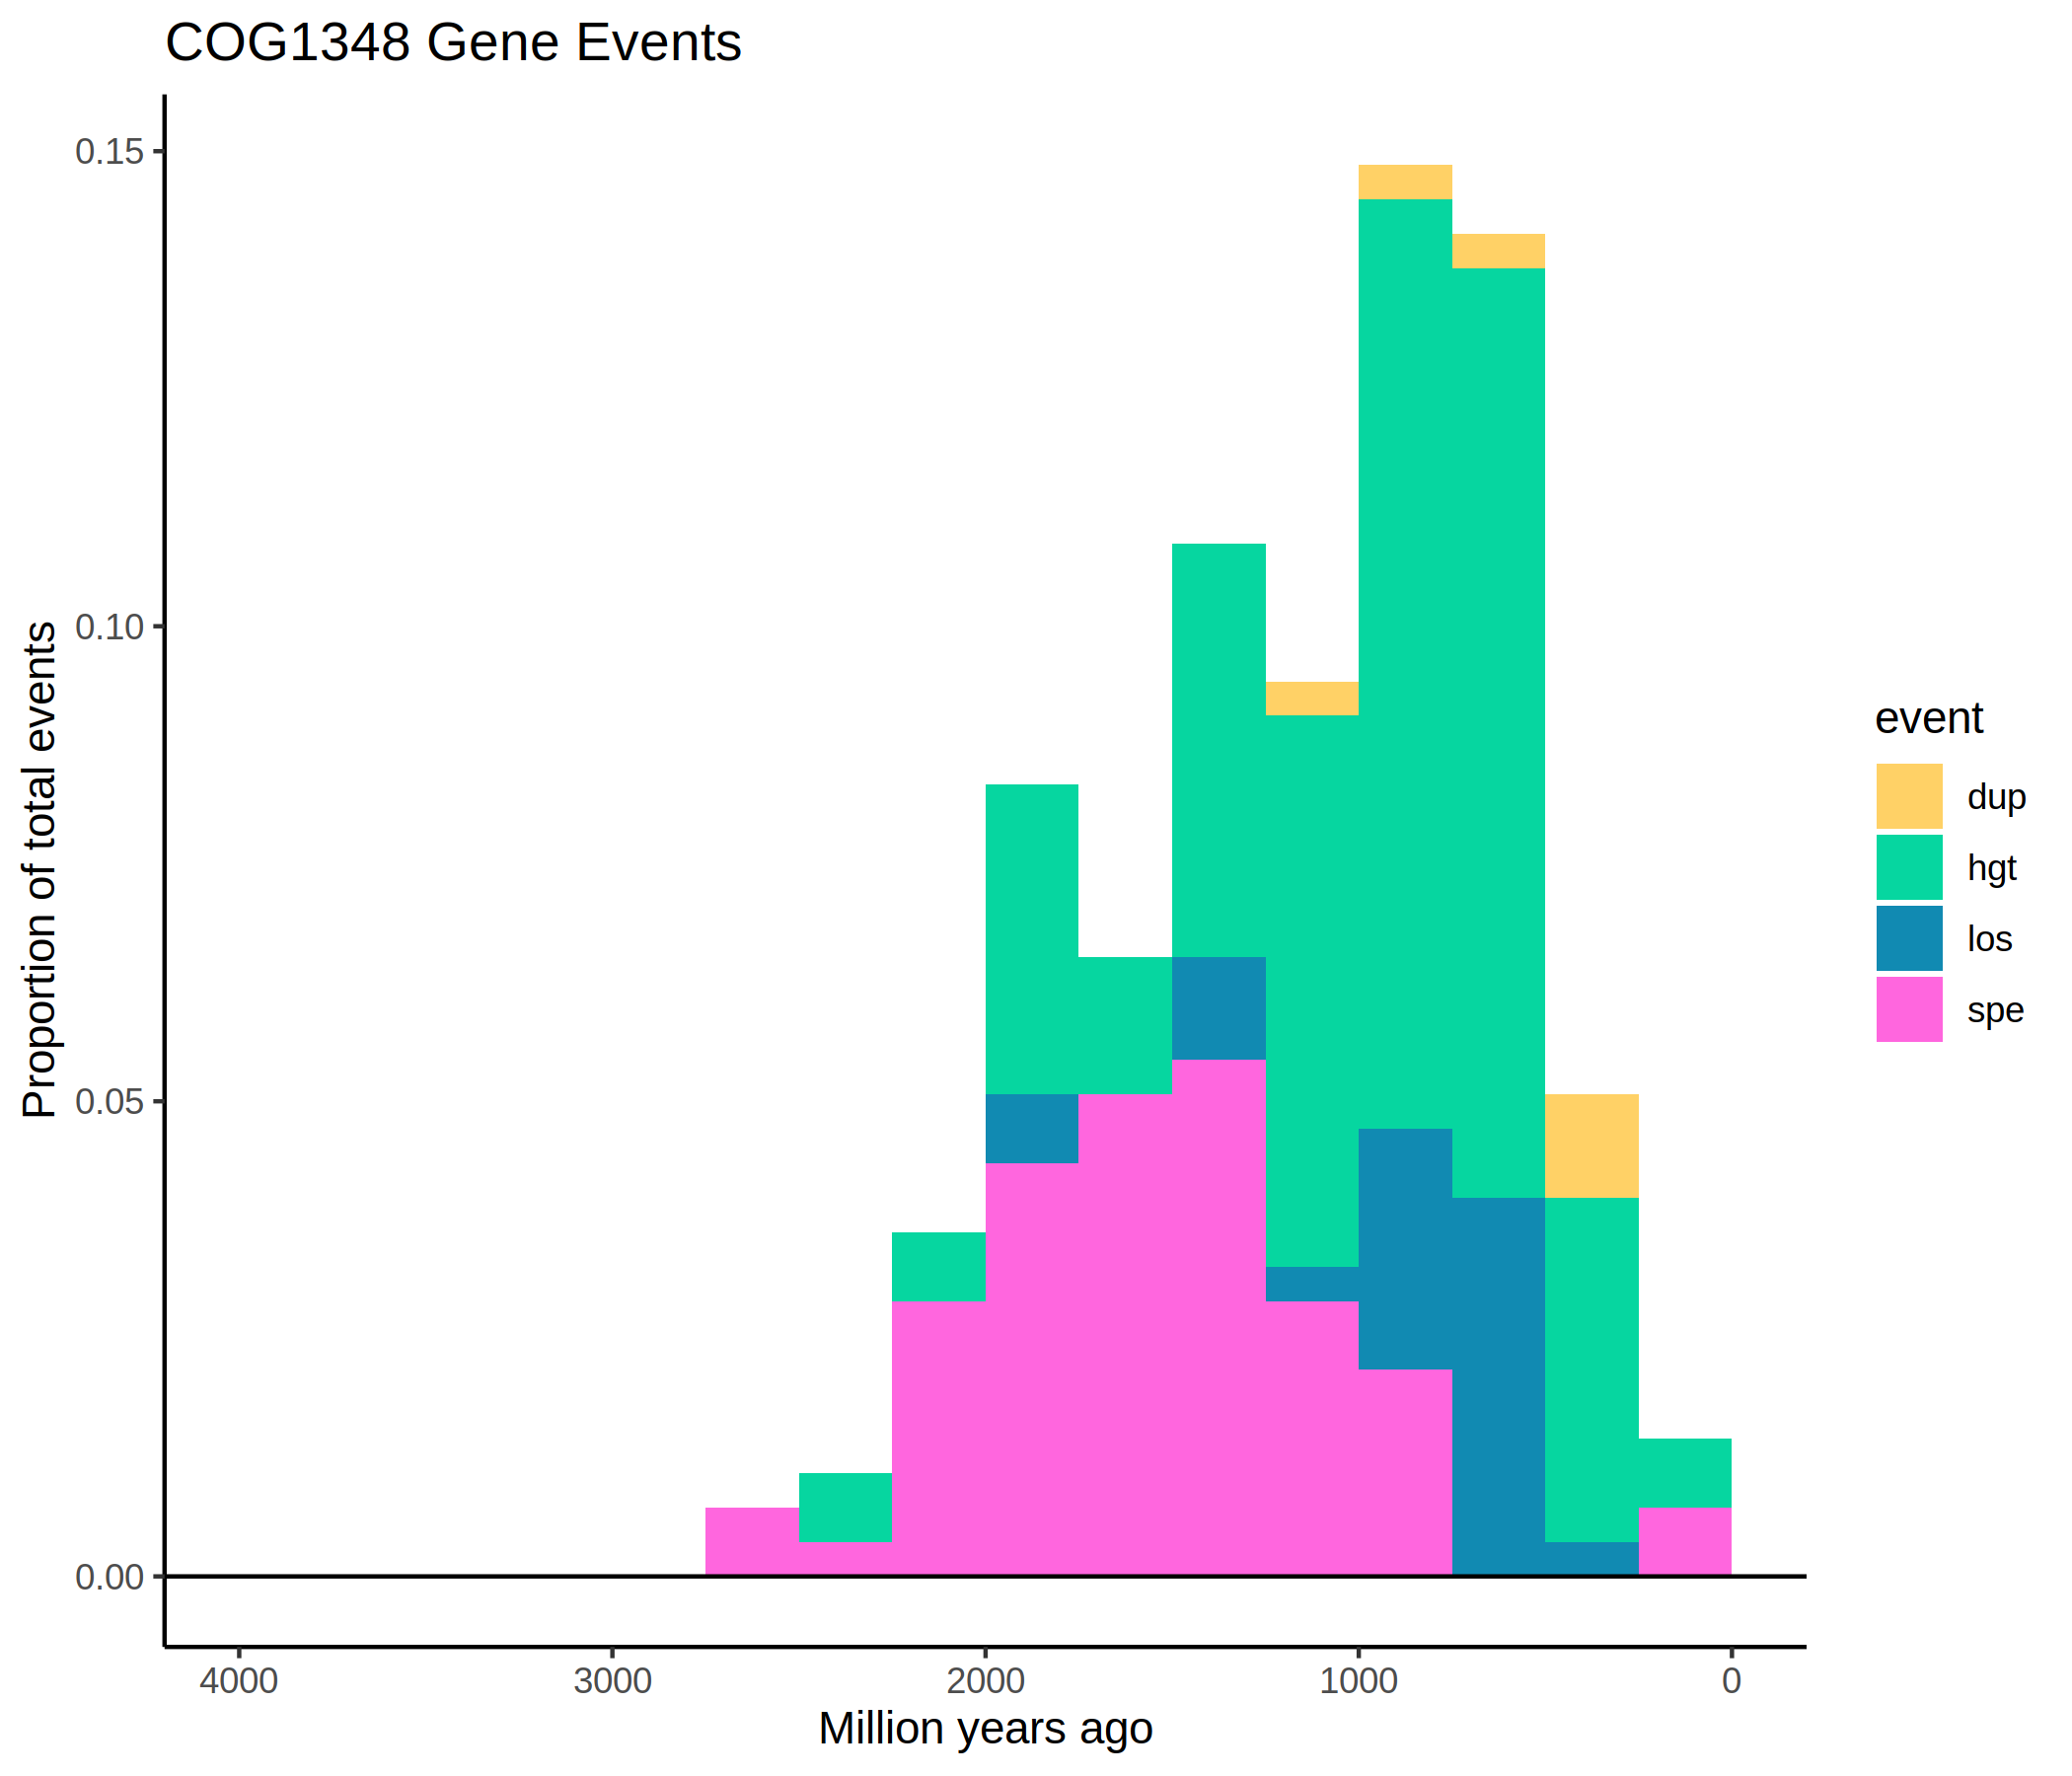 COG1348 Gene Events
Proportion of total events
0.15
0.10
0.05
0.00
4000 3000 2000 1000 0
Million years ago
event
dup
hgt
los
spe